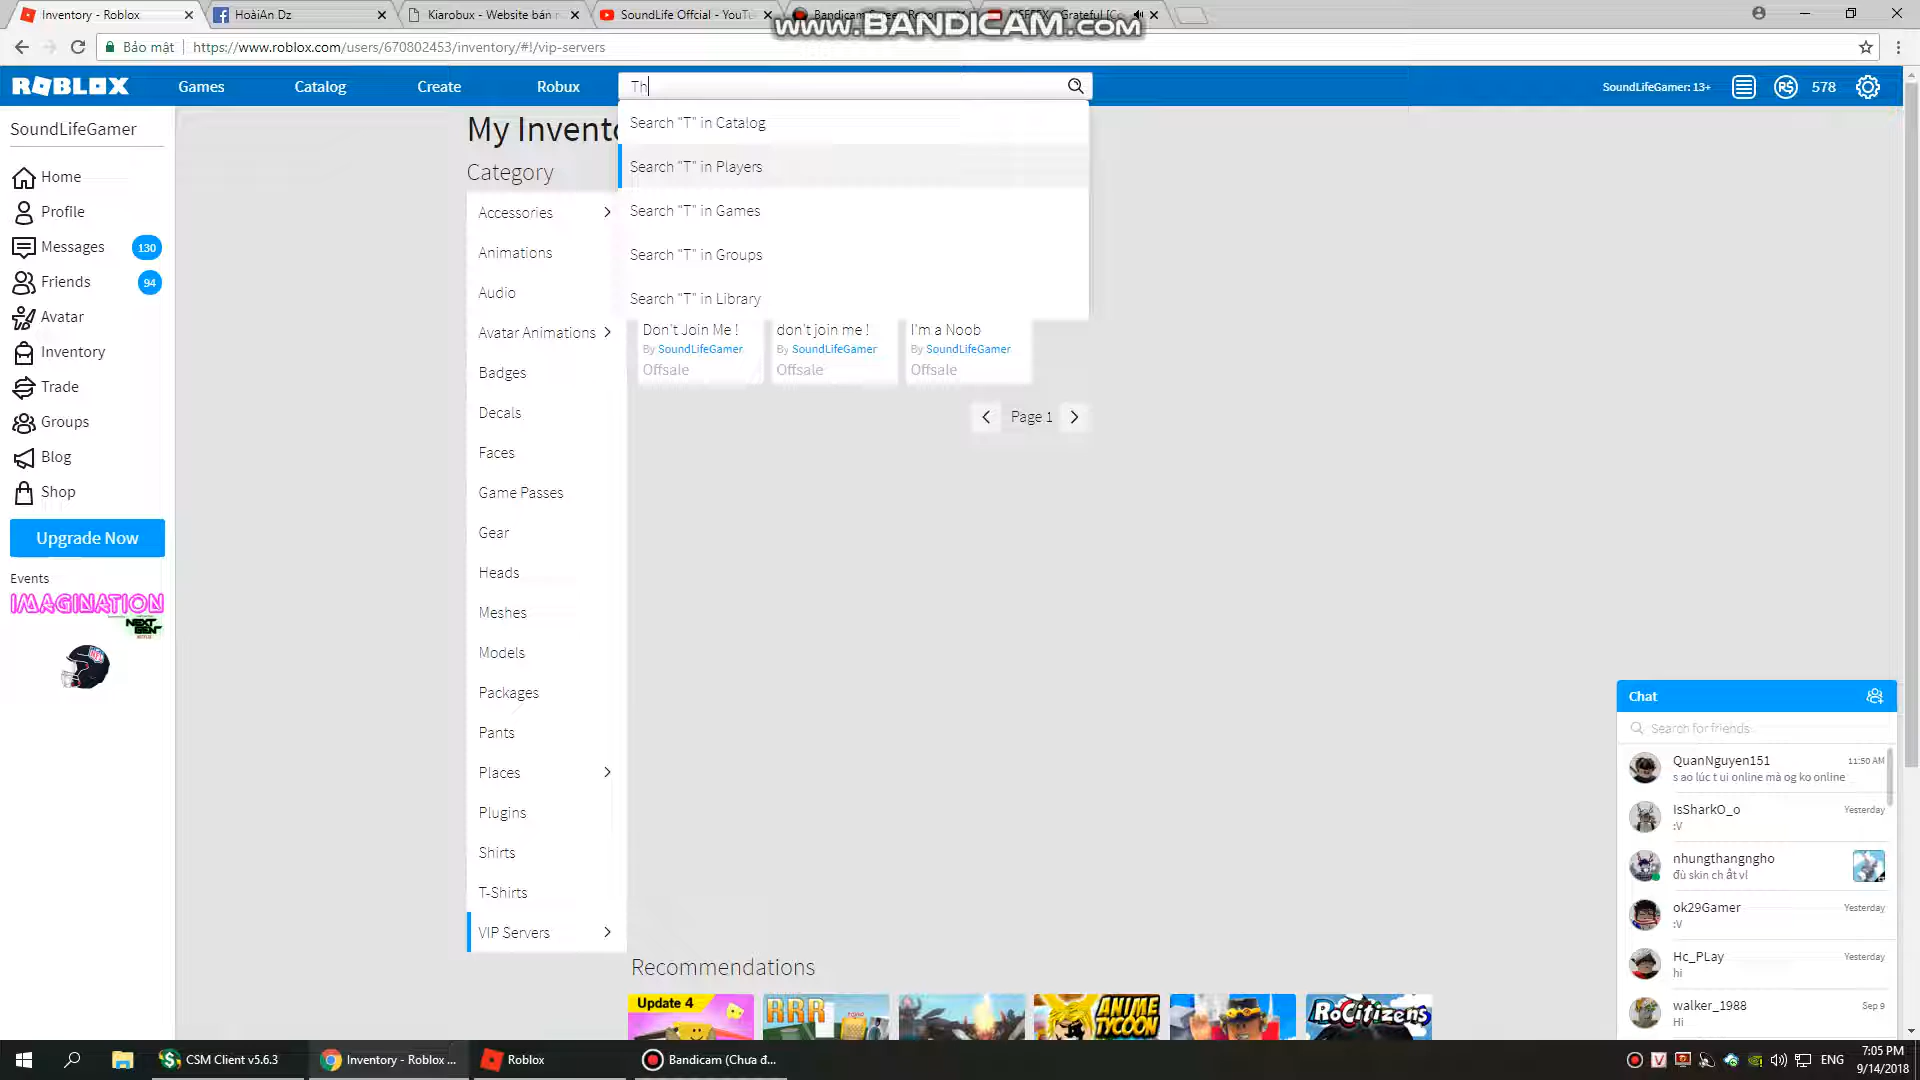 Inventory - Roblox
HoàiAn Dz
Kiarobux - Website bán
SoundLife Offcial - YouTu
Bandicam
Grateful
www.BANDICAM.com
Bảo mật
https://www.roblox.com/users/670802453/inventory/#!/vip-servers
ROBLOX
Games
Catalog
Create
Robux
Th
SoundLifeGamer: 13+
R$
578
SoundLifeGamer
Home
Profile
Messages
130
Friends
94
Avatar
Inventory
Trade
Groups
Blog
Shop
Upgrade Now
Events
IMAGINATION
NEXT GEN
My Invento
Category
Accessories
Animations
Audio
Avatar Animations
Badges
Decals
Faces
Game Passes
Gear
Heads
Meshes
Models
Packages
Pants
Places
Plugins
Shirts
T-Shirts
VIP Servers
Search "T" in Catalog
Search "T" in Players
Search "T" in Games
Search "T" in Groups
Search "T" in Library
Don't Join Me !
By SoundLifeGamer
Offsale
don't join me !
By SoundLifeGamer
Offsale
I'm a Noob
By SoundLifeGamer
Offsale
Page 1
Recommendations
Update 4
RRR
ANIME
TYCOON
RoCitizens
Chat
Search for friends
QuanNguyen151
11:50 AM
s ao lúc t ui online mà og ko online
IsSharkO_o
Yesterday
:V
nhungthangngho
đù skin ch ất vl
ok29Gamer
Yesterday
:V
Hc_PLay
Yesterday
hi
walker_1988
Sep 9
Hi
CSM Client v5.6.3
Inventory - Roblox ...
Roblox
Bandicam (Chưa đ...
ENG
7:05 PM
9/14/2018